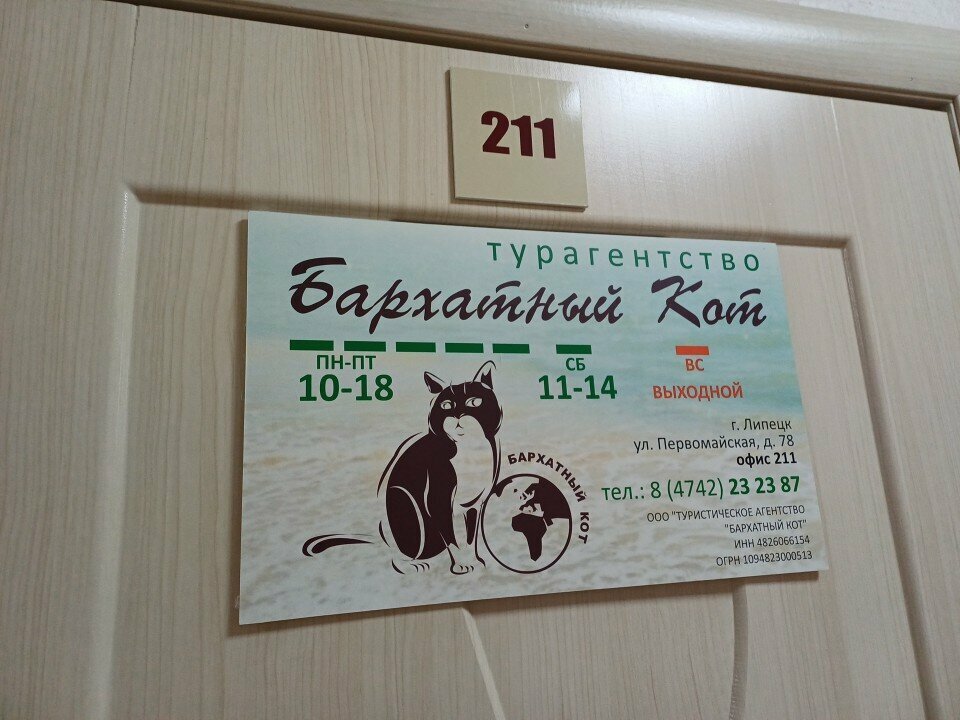 211
турагентство
Бархатный Кот
ПН-ПТ СБ ВС
10-18 11-14 ВЫХОДНОЙ
г. Липецк
ул. Первомайская, д. 78
офис 211
тел.: 8 (4742) 23 23 87
ООО "ТУРИСТИЧЕСКОЕ АГЕНТСТВО
"БАРХАТНЫЙ КОТ"
ИНН 4826066154
ОГРН 1094823000513
БАРХАТНЫЙ КОТ